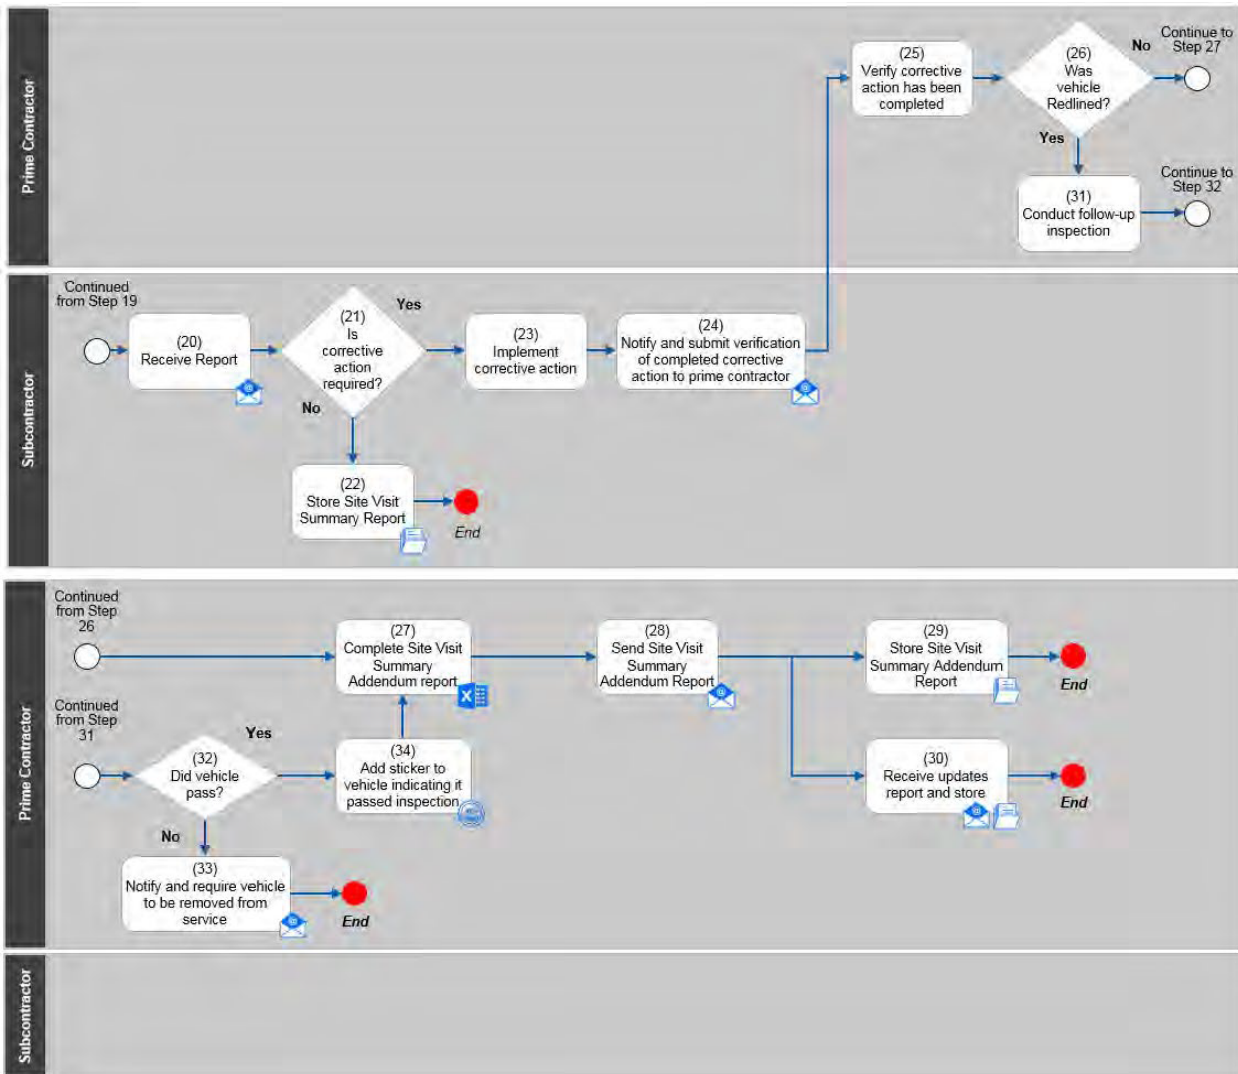 Prime Contractor
(25)
Verify corrective
action has been
completed
(26)
Was
vehicle
Redlined?
No
Continue to
Step 27
Yes
(31)
Conduct follow-up
inspection
Continue to
Step 32
Subcontractor
Continued
from Step 19
(20)
Receive Report
(21)
Is
corrective
action
required?
Yes
No
(23)
Implement
corrective action
(24)
Notify and submit verification
of completed corrective
action to prime contractor
(22)
Store Site Visit
Summary Report
End
Prime Contractor
Continued
from Step
26
(27)
Complete Site Visit
Summary
Addendum report
(28)
Send Site Visit
Summary
Addendum Report
(29)
Store Site Visit
Summary Addendum
Report
End
Continued
from Step
31
(32)
Did vehicle
pass?
Yes
No
(34)
Add sticker to
vehicle indicating it
passed inspection
(30)
Receive updates
report and store
End
(33)
Notify and require vehicle
to be removed from
service
End
Subcontractor